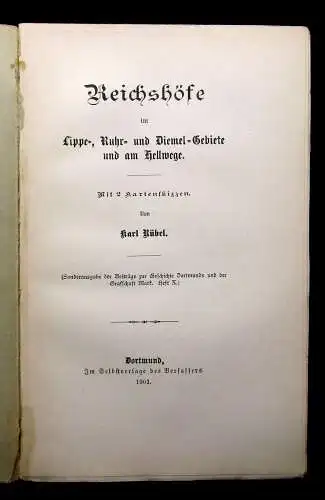 Reichshöfe
im
Lippe-, Ruhr- und Diemel-Gebiete
und am Hellwege.
Mit 2 Kartenskizzen.
Von
Karl Rübel.
(Sonderausgabe der Beiträge zur Geschichte Dortmunds und der
Grafschaft Mark. Heft X.)
Dortmund,
Im Selbstverlage des Verfassers
1901.